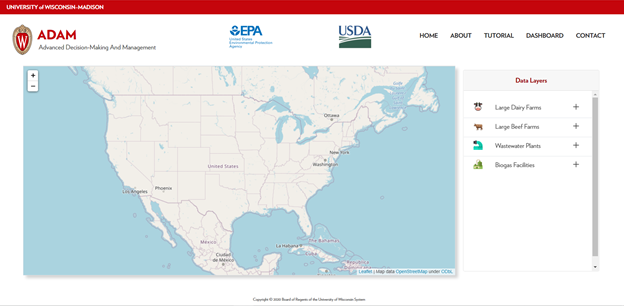 UNIVERSITY of WISCONSIN-MADISON
ADAM
Advanced Decision-Making And Management
EPA
United States
Environmental Protection
Agency
USDA
HOME ABOUT TUTORIAL DASHBOARD CONTACT
+
−
Data Layers
Large Dairy Farms +
Large Beef Farms +
Wastewater Plants +
Biogas Facilities +
Ottawa
New York
Washington
United States
Los Angeles
Phoenix
México
La Habana
The Bahamas
Cuba
Ciudad
de México
Leaflet | Map data OpenStreetMap under ODbL
Copyright © 2020 Board of Regents of the University of Wisconsin System